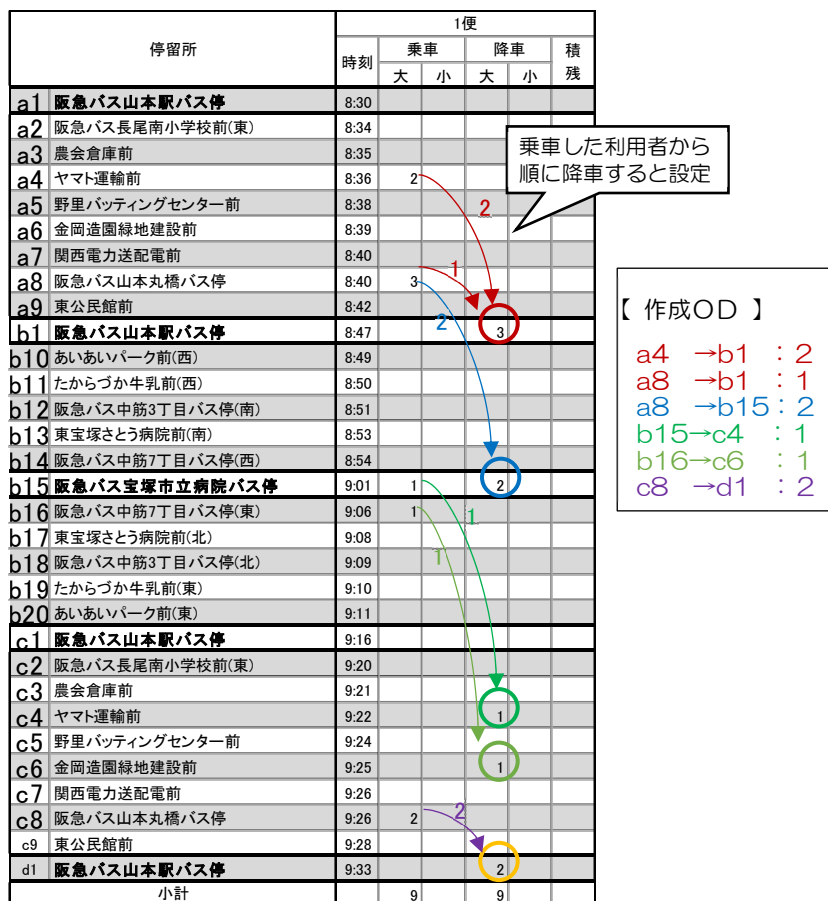 停留所 1便
時刻 乗車 降車 積残
大 小 大 小
a1 阪急バス山本駅バス停 8:30
a2 阪急バス長尾南小学校前(東) 8:34
a3 農会倉庫前 8:35
a4 ヤマト運輸前 8:36 2
a5 野里バッティングセンター前 8:38 2
a6 金岡造園緑地建設前 8:39
a7 関西電力送配電前 8:40 1
a8 阪急バス山本丸橋バス停 8:40 3
a9 東公民館前 8:42
b1 阪急バス山本駅バス停 8:47 2 3
b10 あいあいパーク前(西) 8:49
b11 たからづか牛乳前(西) 8:50
b12 阪急バス中筋3丁目バス停(南) 8:51
b13 東宝塚さとう病院前(南) 8:53
b14 阪急バス中筋7丁目バス停(西) 8:54
b15 阪急バス宝塚市立病院バス停 9:01 1 2
b16 阪急バス中筋7丁目バス停(東) 9:06 1 1
b17 東宝塚さとう病院前(北) 9:08
b18 阪急バス中筋3丁目バス停(北) 9:09 1
b19 たからづか牛乳前(東) 9:10
b20 あいあいパーク前(東) 9:11
c1 阪急バス山本駅バス停 9:16
c2 阪急バス長尾南小学校前(東) 9:20
c3 農会倉庫前 9:21
c4 ヤマト運輸前 9:22 1
c5 野里バッティングセンター前 9:24
c6 金岡造園緑地建設前 9:25 1
c7 関西電力送配電前 9:26
c8 阪急バス山本丸橋バス停 9:26 2 2
c9 東公民館前 9:28
d1 阪急バス山本駅バス停 9:33 2
小計 9 9
乗車した利用者から
順に降車すると設定
【 作成OD 】
a4 →b1 : 2
a8 →b1 : 1
a8 →b15 : 2
b15→c4 : 1
b16→c6 : 1
c8 →d1 : 2